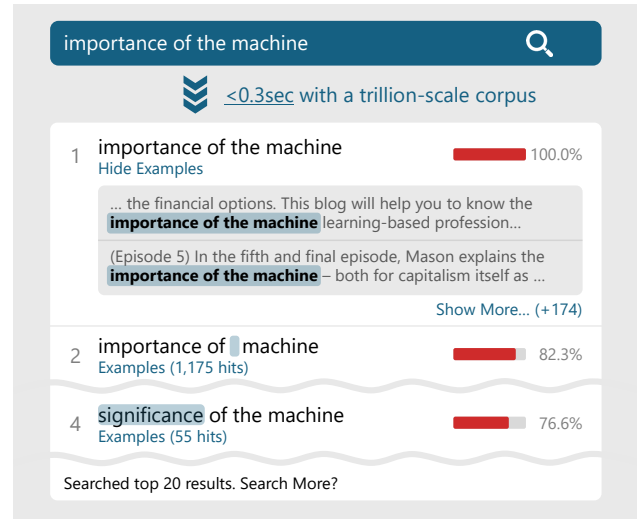 importance of the machine
<0.3sec with a trillion-scale corpus
1 importance of the machine 100.0%
Hide Examples
... the financial options. This blog will help you to know the
importance of the machine learning-based profession...
(Episode 5) In the fifth and final episode, Mason explains the
importance of the machine – both for capitalism itself as ...
Show More... (+174)
2 importance of machine 82.3%
Examples (1,175 hits)
4 significance of the machine 76.6%
Examples (55 hits)
Searched top 20 results. Search More?